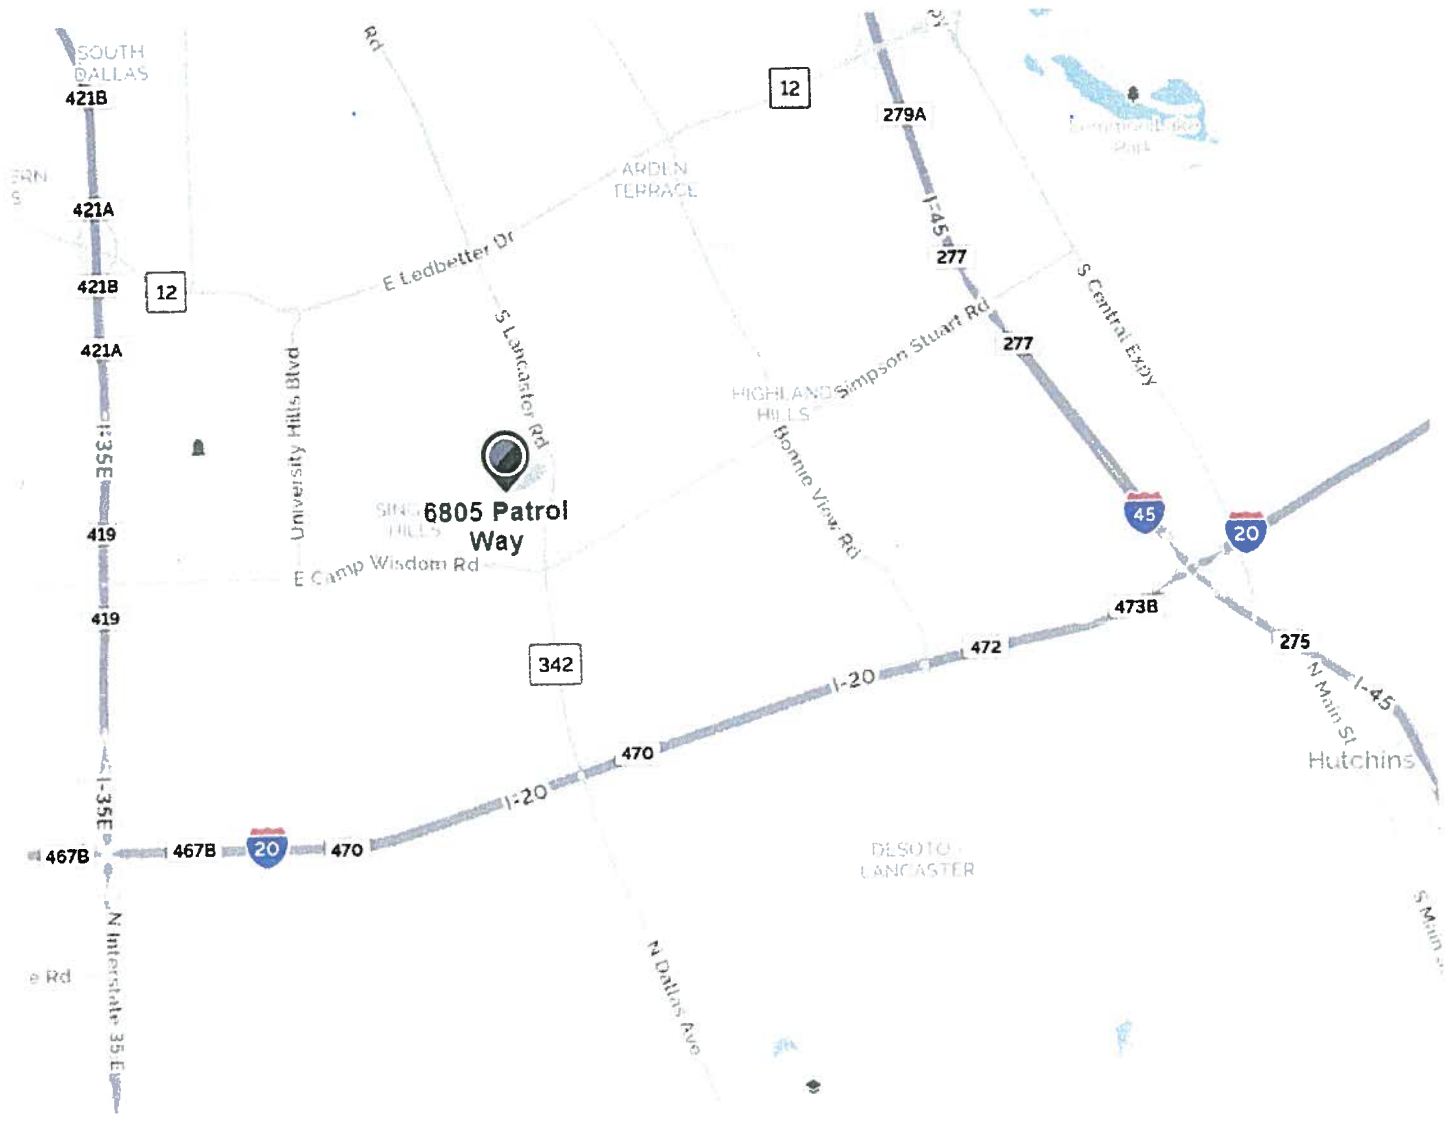 Rd
SOUTH
DALLAS
421B
12
279A
ARDEN
TERRACE
421A
I-45
277
E Ledbetter Dr
421B
12
S Central Expy
S Lancaster Rd
Simpson Stuart Rd
277
421A
University Hills Blvd
HIGHLAND
HILLS
I-35E
Bonnie View Rd
6805 Patrol
Way
HILLS
45
20
419
E Camp Wisdom Rd
473B
419
275
472
342
I-20
N Main St
I-45
470
Hutchins
I-20
I-35E
467B
467B
20
470
DESOTO -
LANCASTER
N Interstate 35 E
N Dallas Ave
S Main
e Rd